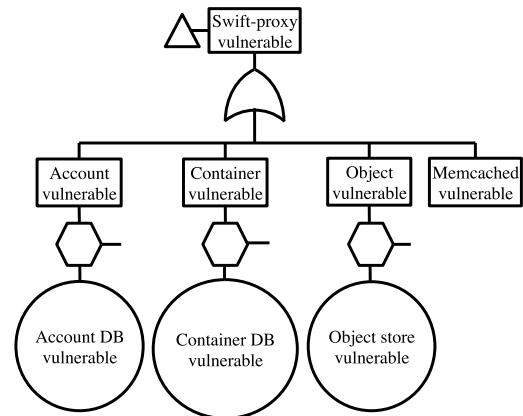 Swift-proxy
vulnerable
Account
vulnerable
Container
vulnerable
Object
vulnerable
Memcached
vulnerable
Account DB
vulnerable
Container DB
vulnerable
Object store
vulnerable